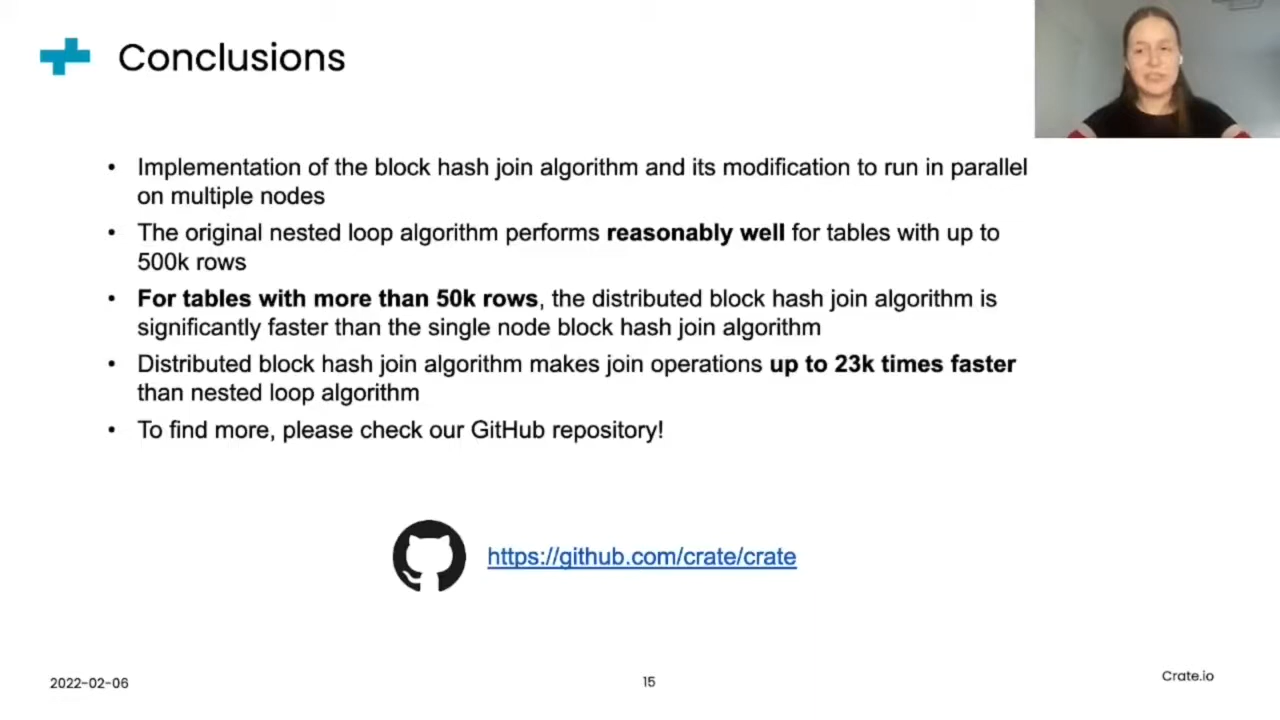 Conclusions
• Implementation of the block hash join algorithm and its modification to run in parallel
on multiple nodes
• The original nested loop algorithm performs reasonably well for tables with up to
500k rows
• For tables with more than 50k rows, the distributed block hash join algorithm is
significantly faster than the single node block hash join algorithm
• Distributed block hash join algorithm makes join operations up to 23k times faster
than nested loop algorithm
• To find more, please check our GitHub repository!
https://github.com/crate/crate
2022-02-06
15
Crate.io